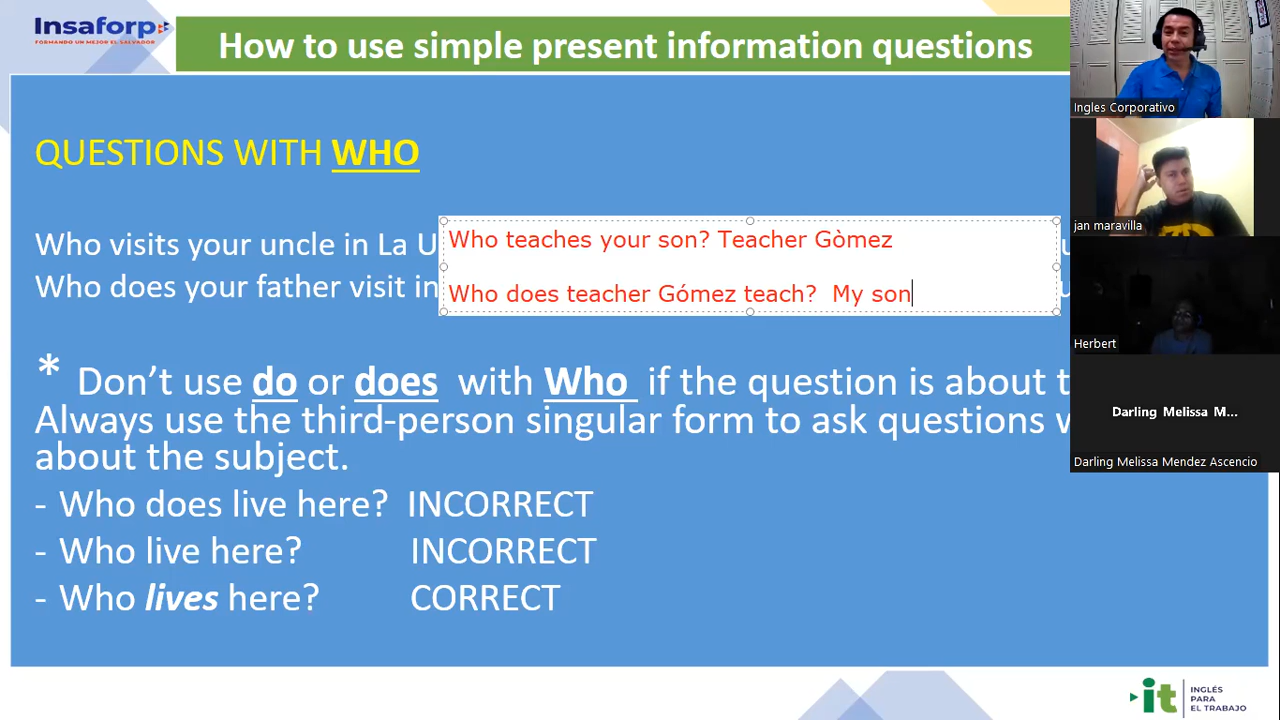 Insaforp
FORMANDO UN MEJOR EL SALVADOR
How to use simple present information questions
Ingles Corporativo
jan maravilla
QUESTIONS WITH WHO
Who visits your uncle in La U
Who teaches your son? Teacher Gòmez
Who does your father visit in
Who does teacher Gómez teach?  My son
Herbert
* Don’t use do or does with Who if the question is about t
Always use the third-person singular form to ask questions w
about the subject.
Darling Melissa M...
Darling Melissa Mendez Ascencio
- Who does live here? INCORRECT
- Who live here? INCORRECT
- Who lives here? CORRECT
it
INGLÉS
PARA
EL TRABAJO